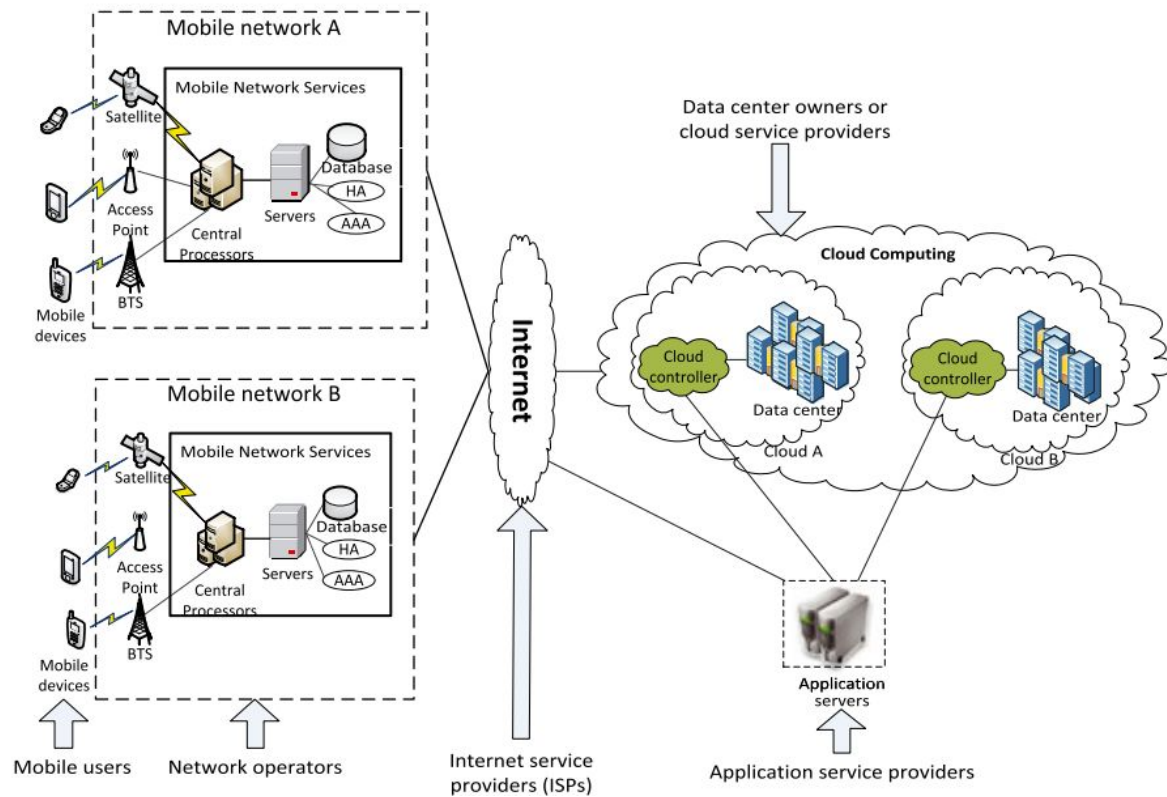 Mobile network A
Mobile Network Services
Satellite
Database
HA
AAA
Servers
Access
Point
Central
Processors
BTS
Mobile
devices
Mobile network B
Mobile Network Services
Satellite
Database
HA
AAA
Servers
Access
Point
Central
Processors
BTS
Mobile
devices
Mobile users
Network operators
Internet
Internet service
providers (ISPs)
Data center owners or
cloud service providers
Cloud Computing
Cloud
controller
Data center
Cloud A
Cloud
controller
Data center
Cloud B
Application
servers
Application service providers